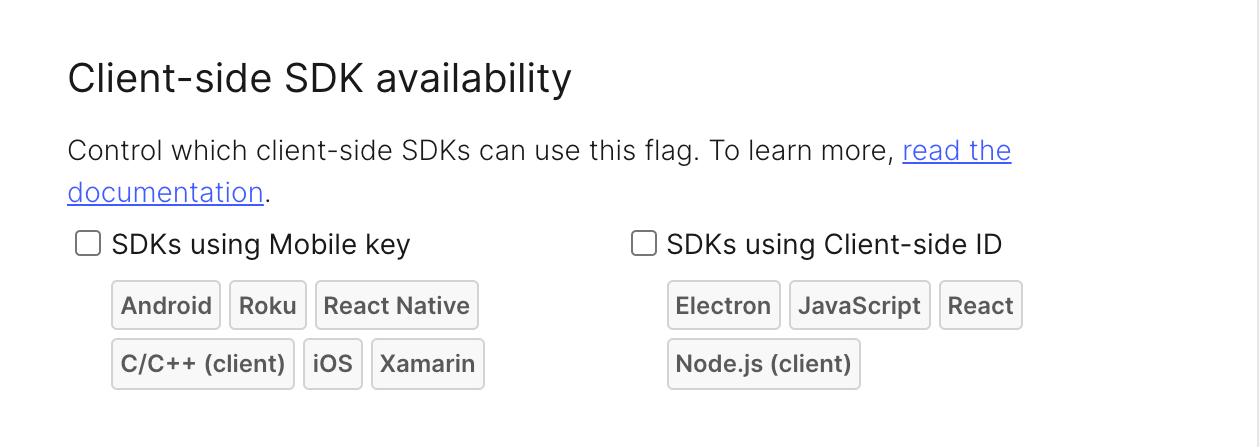 Client-side SDK availability
Control which client-side SDKs can use this flag. To learn more, read the
documentation.
SDKs using Mobile key
Android Roku React Native
C/C++ (client) iOS Xamarin
SDKs using Client-side ID
Electron JavaScript React
Node.js (client)